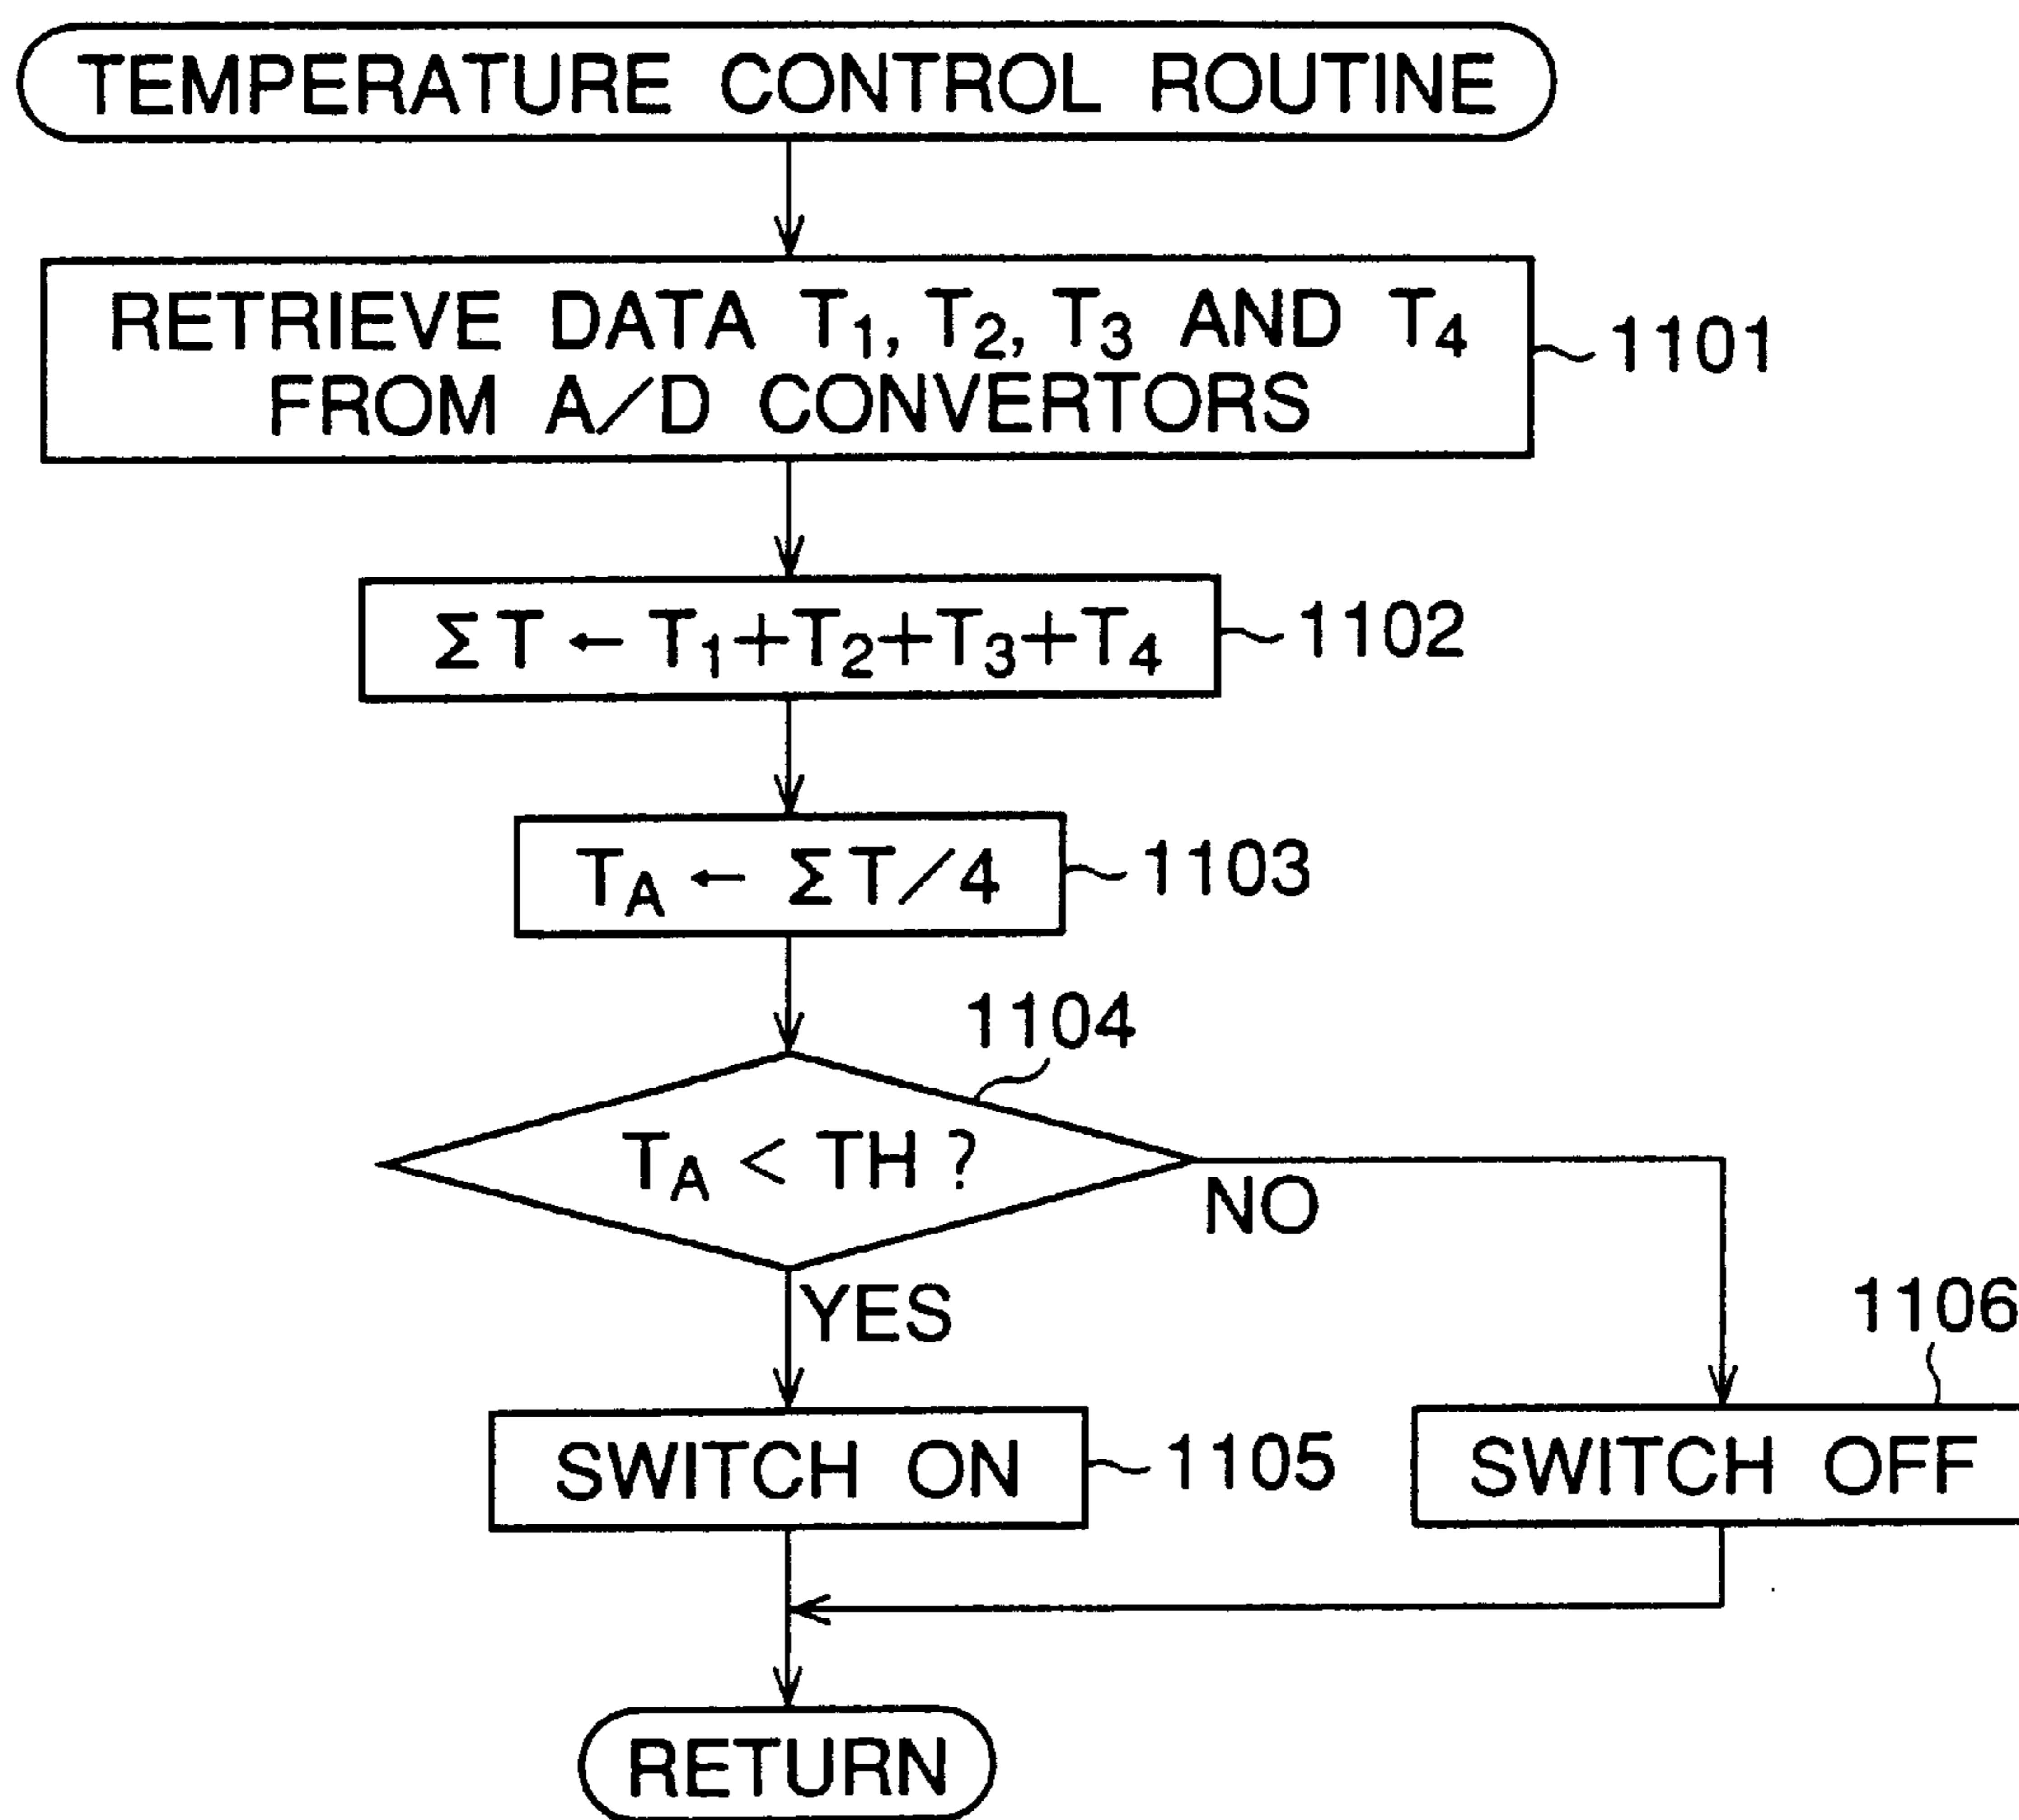 TEMPERATURE CONTROL ROUTINE
RETRIEVE DATA T1, T2, T3 AND T4
FROM A/D CONVERTORS
1101
ΣT ← T1+T2+T3+T4
1102
TA ← ΣT/4
1103
1104
TA < TH ?
NO
YES
1106
SWITCH ON
1105
SWITCH OFF
RETURN